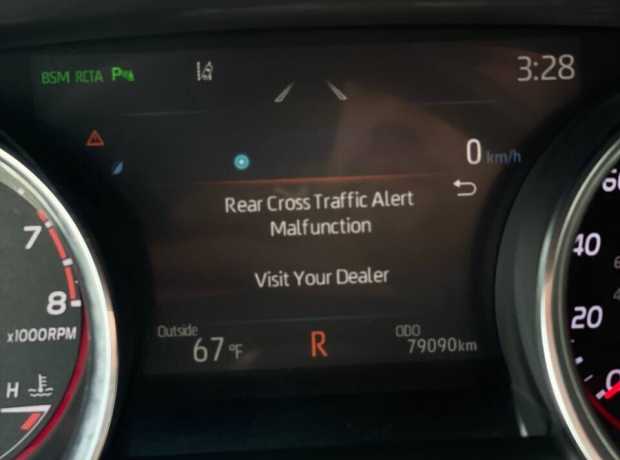 BSM RCTA P
3:28
0 km/h
Rear Cross Traffic Alert
Malfunction
Visit Your Dealer
Outside
67°F
R
ODO
79090km
7
8
x1000RPM
H
40
20
0